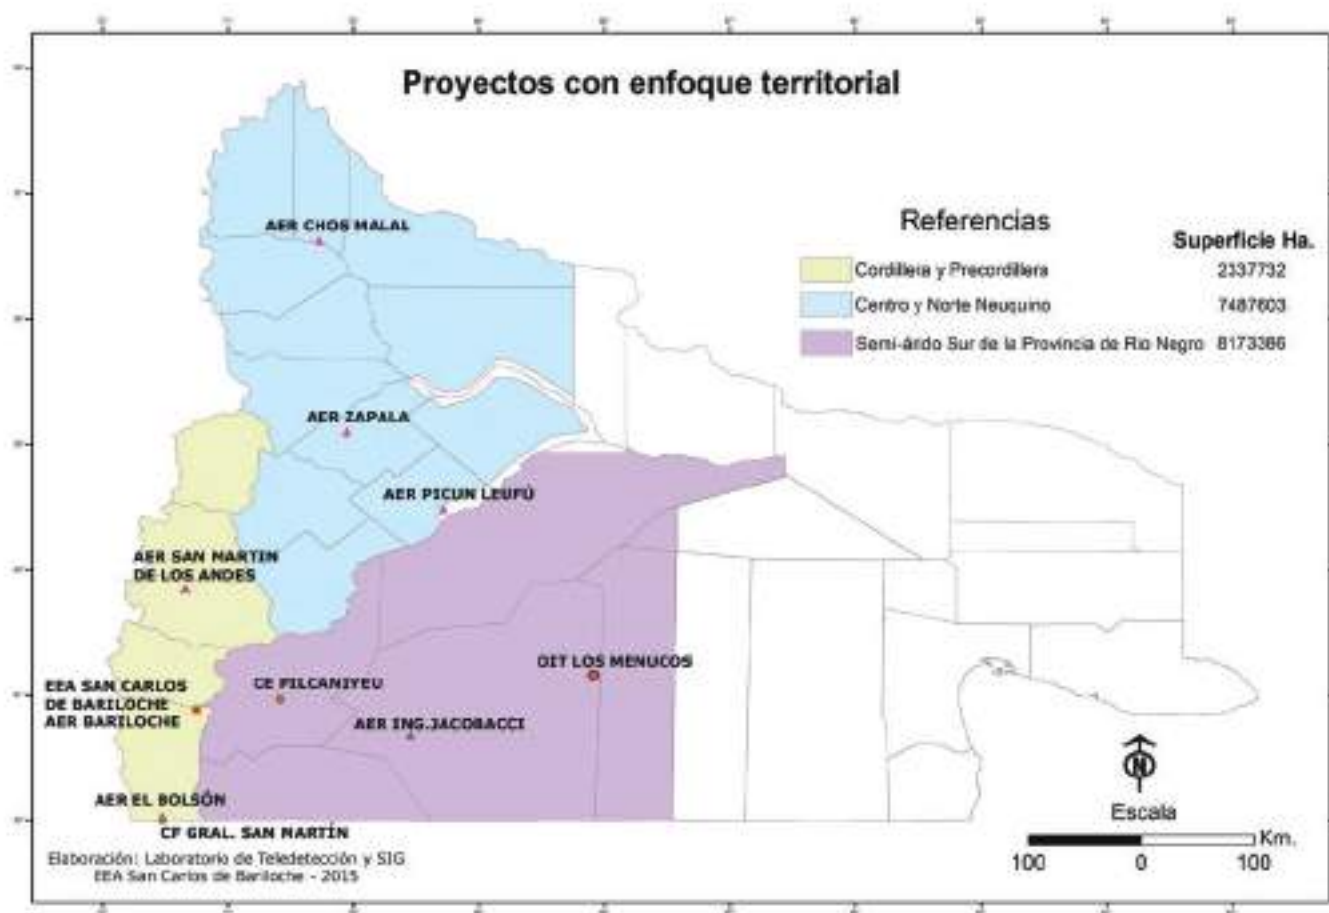 Proyectos con enfoque territorial
Referencias
Superficie Ha.
Cordillera y Precordillera 2337732
Centro y Norte Neuquino 7487603
Semi-árido Sur de la Provincia de Rio Negro 8173386
AER CHOS MALAL
AER ZAPALA
AER PICUN LEUFÚ
AER SAN MARTIN
DE LOS ANDES
OIT LOS MENUCOS
EEA SAN CARLOS
DE BARILOCHE
AER BARILOCHE
CE PILCANIYEU
AER ING.JACOBACCI
AER EL BOLSÓN
CF GRAL. SAN MARTÍN
N
Escala
Km.
100 0 100
Elaboración: Laboratorio de Teledetección y SIG
EEA San Carlos de Bariloche - 2015